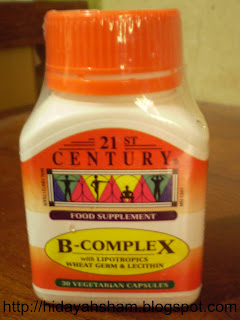 21ST
CENTURY
FOOD SUPPLEMENT
B-COMPLEX
with LIPOTROPICS
WHEAT GERM & LECITHIN
30 VEGETARIAN CAPSULES
http://hidayahsham.blogspot.com